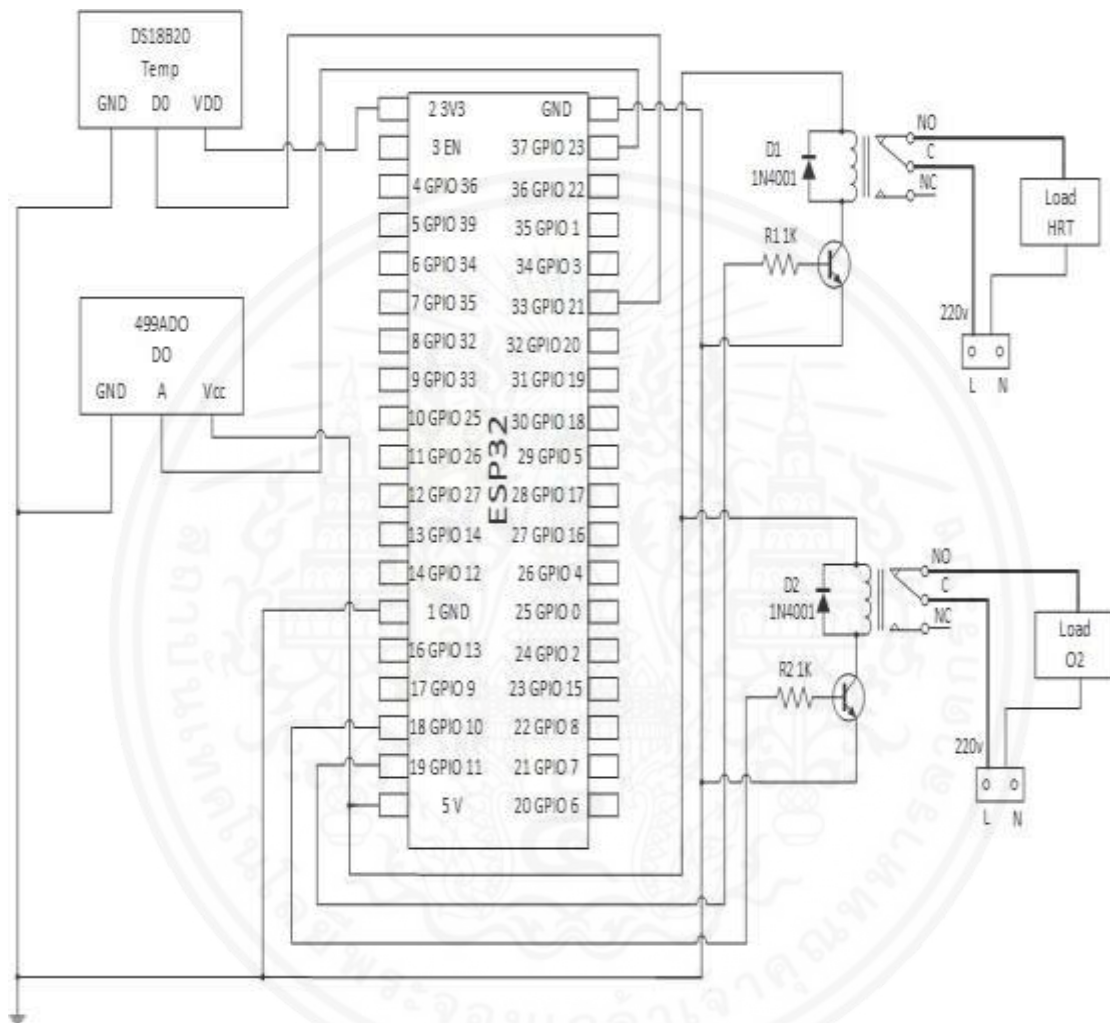 DS18B20
Temp
GND DO VDD
499ADO
DO
GND A Vcc
ESP32
2 3V3
3 EN
4 GPIO 36
5 GPIO 39
6 GPIO 34
7 GPIO 35
8 GPIO 32
9 GPIO 33
10 GPIO 25
11 GPIO 26
12 GPIO 27
13 GPIO 14
14 GPIO 12
1 GND
16 GPIO 13
17 GPIO 9
18 GPIO 10
19 GPIO 11
5 V
GND
37 GPIO 23
36 GPIO 22
35 GPIO 1
34 GPIO 3
33 GPIO 21
32 GPIO 20
31 GPIO 19
30 GPIO 18
29 GPIO 5
28 GPIO 17
27 GPIO 16
26 GPIO 4
25 GPIO 0
24 GPIO 2
23 GPIO 15
22 GPIO 8
21 GPIO 7
20 GPIO 6
D1
1N4001
R1 1K
NO
C
NC
Load
HRT
220v
L N
D2
1N4001
R2 1K
NO
C
NC
Load
O2
220v
L N